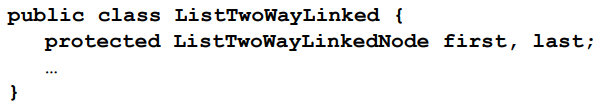 public class ListTwoWayLinked {
protected ListTwoWayLinkedNode first, last;
…
}